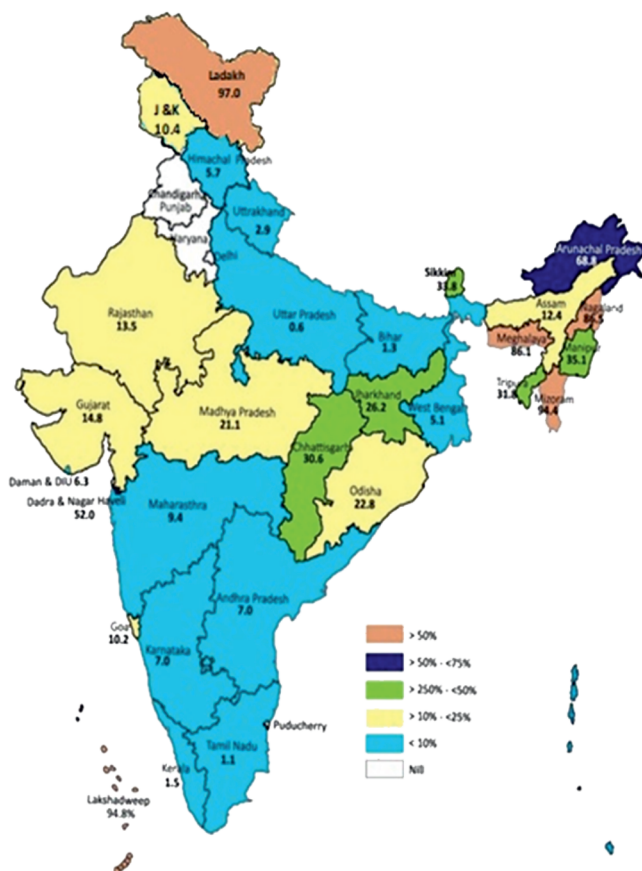 Ladakh
97.0
J &K
10.4
Himachal Pradesh
5.7
Chandigarh
Punjab
Uttrakhand
2.9
Haryana
Delhi
Rajasthan
13.5
Uttar Pradesh
0.6
Bihar
1.3
Sikkim
33.8
Arunachal Pradesh
68.8
Assam
12.4
Nagaland
86.5
Meghalaya
86.1
Manipur
35.1
Tripura
31.8
Mizoram
94.4
Gujarat
14.8
Madhya Pradesh
21.1
Jharkhand
26.2
West Bengal
5.1
Chhattisgarh
30.6
Odisha
22.8
Daman & DIU 6.3
Dadra & Nagar Haveli
52.0
Maharasthra
9.4
Andhra Pradesh
7.0
Goa
10.2
Karnataka
7.0
Puducherry
Tamil Nadu
1.1
Kerala
1.5
Lakshadweep
94.8%
> 50%
> 50% - <75%
> 250% - <50%
> 10% - <25%
< 10%
Nill